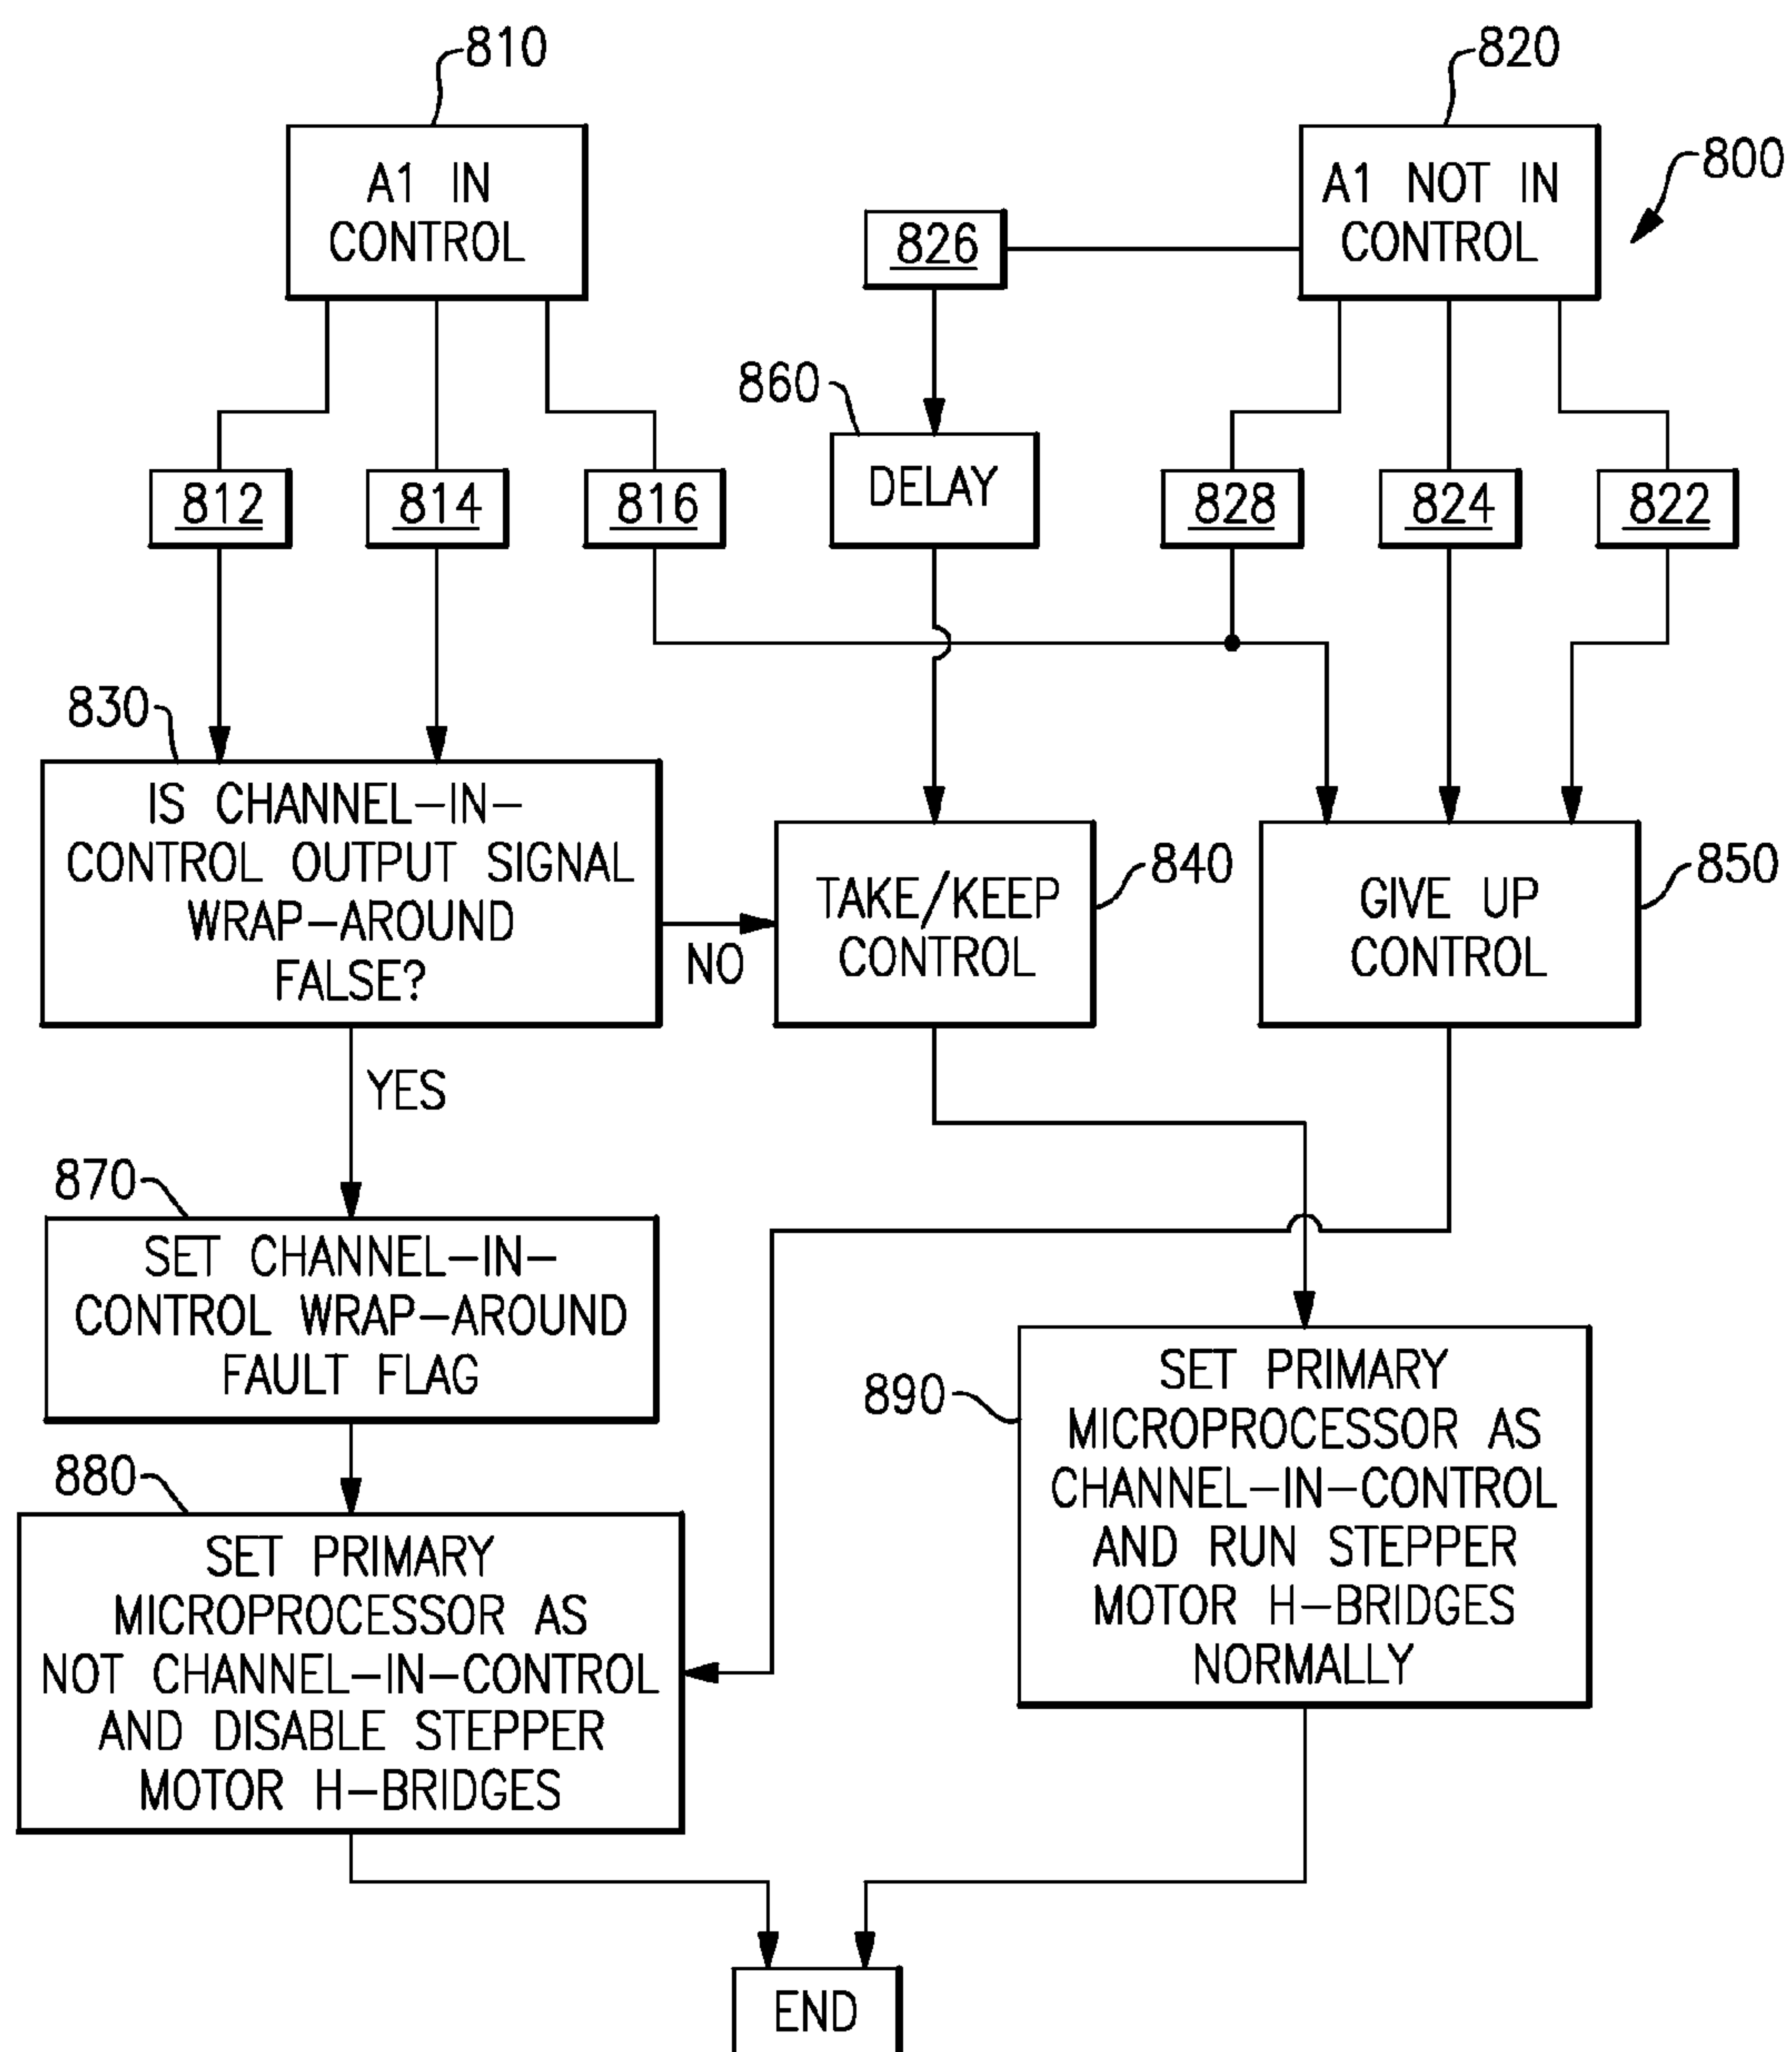 810
820
800
A1 IN
CONTROL
A1 NOT IN
CONTROL
826
860
DELAY
812
814
816
828
824
822
830
IS CHANNEL-IN-
CONTROL OUTPUT SIGNAL
WRAP-AROUND
FALSE?
NO
TAKE/KEEP
CONTROL
840
GIVE UP
CONTROL
850
YES
870
SET CHANNEL-IN-
CONTROL WRAP-AROUND
FAULT FLAG
890
SET PRIMARY
MICROPROCESSOR AS
CHANNEL-IN-CONTROL
AND RUN STEPPER
MOTOR H-BRIDGES
NORMALLY
880
SET PRIMARY
MICROPROCESSOR AS
NOT CHANNEL-IN-CONTROL
AND DISABLE STEPPER
MOTOR H-BRIDGES
END